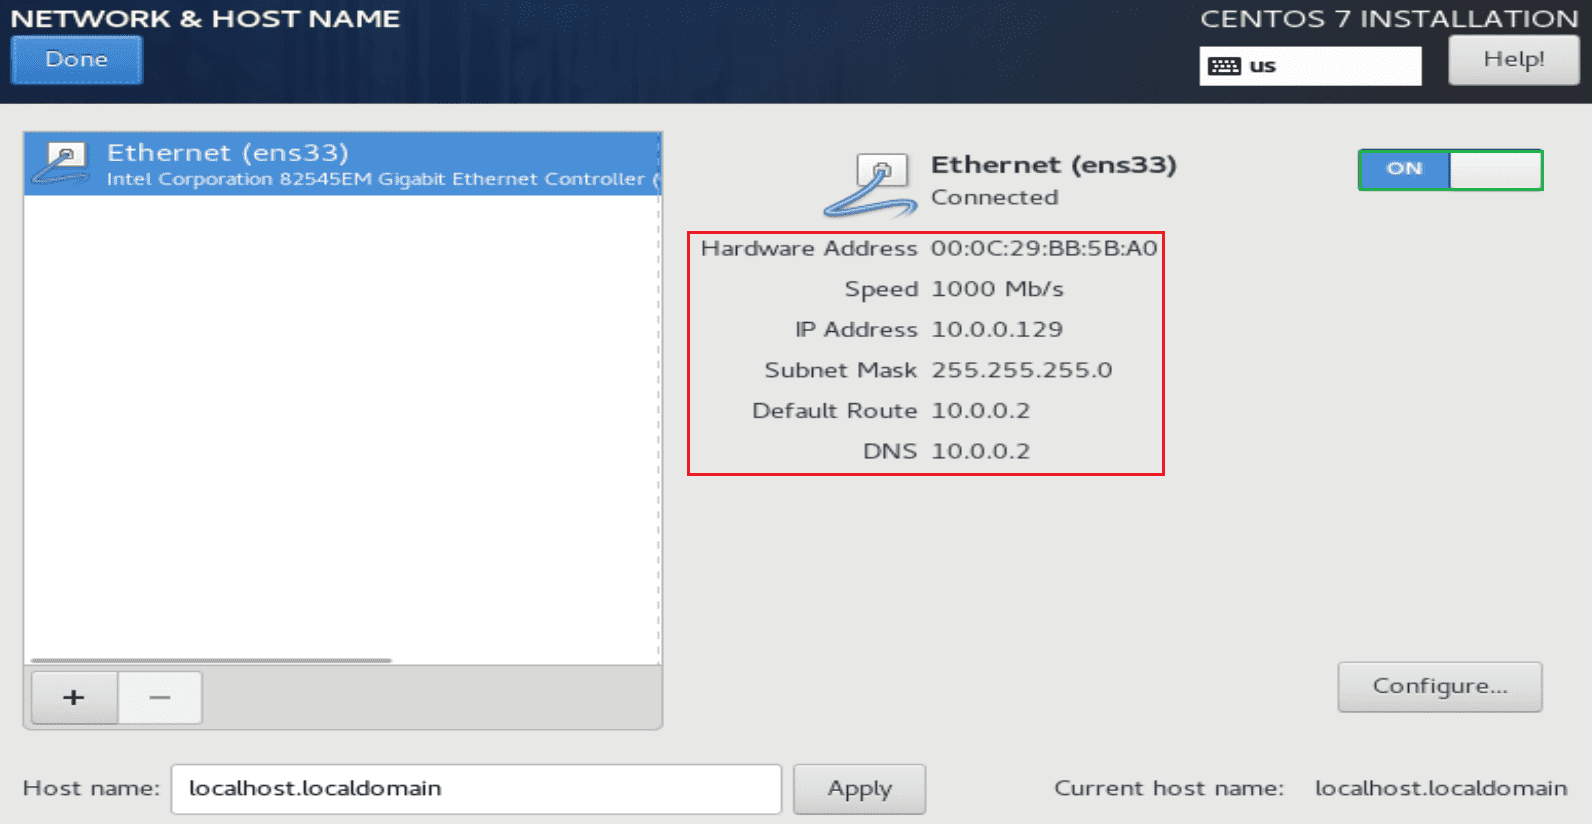 NETWORK & HOST NAME
CENTOS 7 INSTALLATION
Done
us
Help!
Ethernet (ens33)
Intel Corporation 82545EM Gigabit Ethernet Controller (
Ethernet (ens33)
Connected
ON
Hardware Address 00:0C:29:BB:5B:A0
Speed 1000 Mb/s
IP Address 10.0.0.129
Subnet Mask 255.255.255.0
Default Route 10.0.0.2
DNS 10.0.0.2
+ −
Configure...
Host name: localhost.localdomain
Apply
Current host name: localhost.localdomain